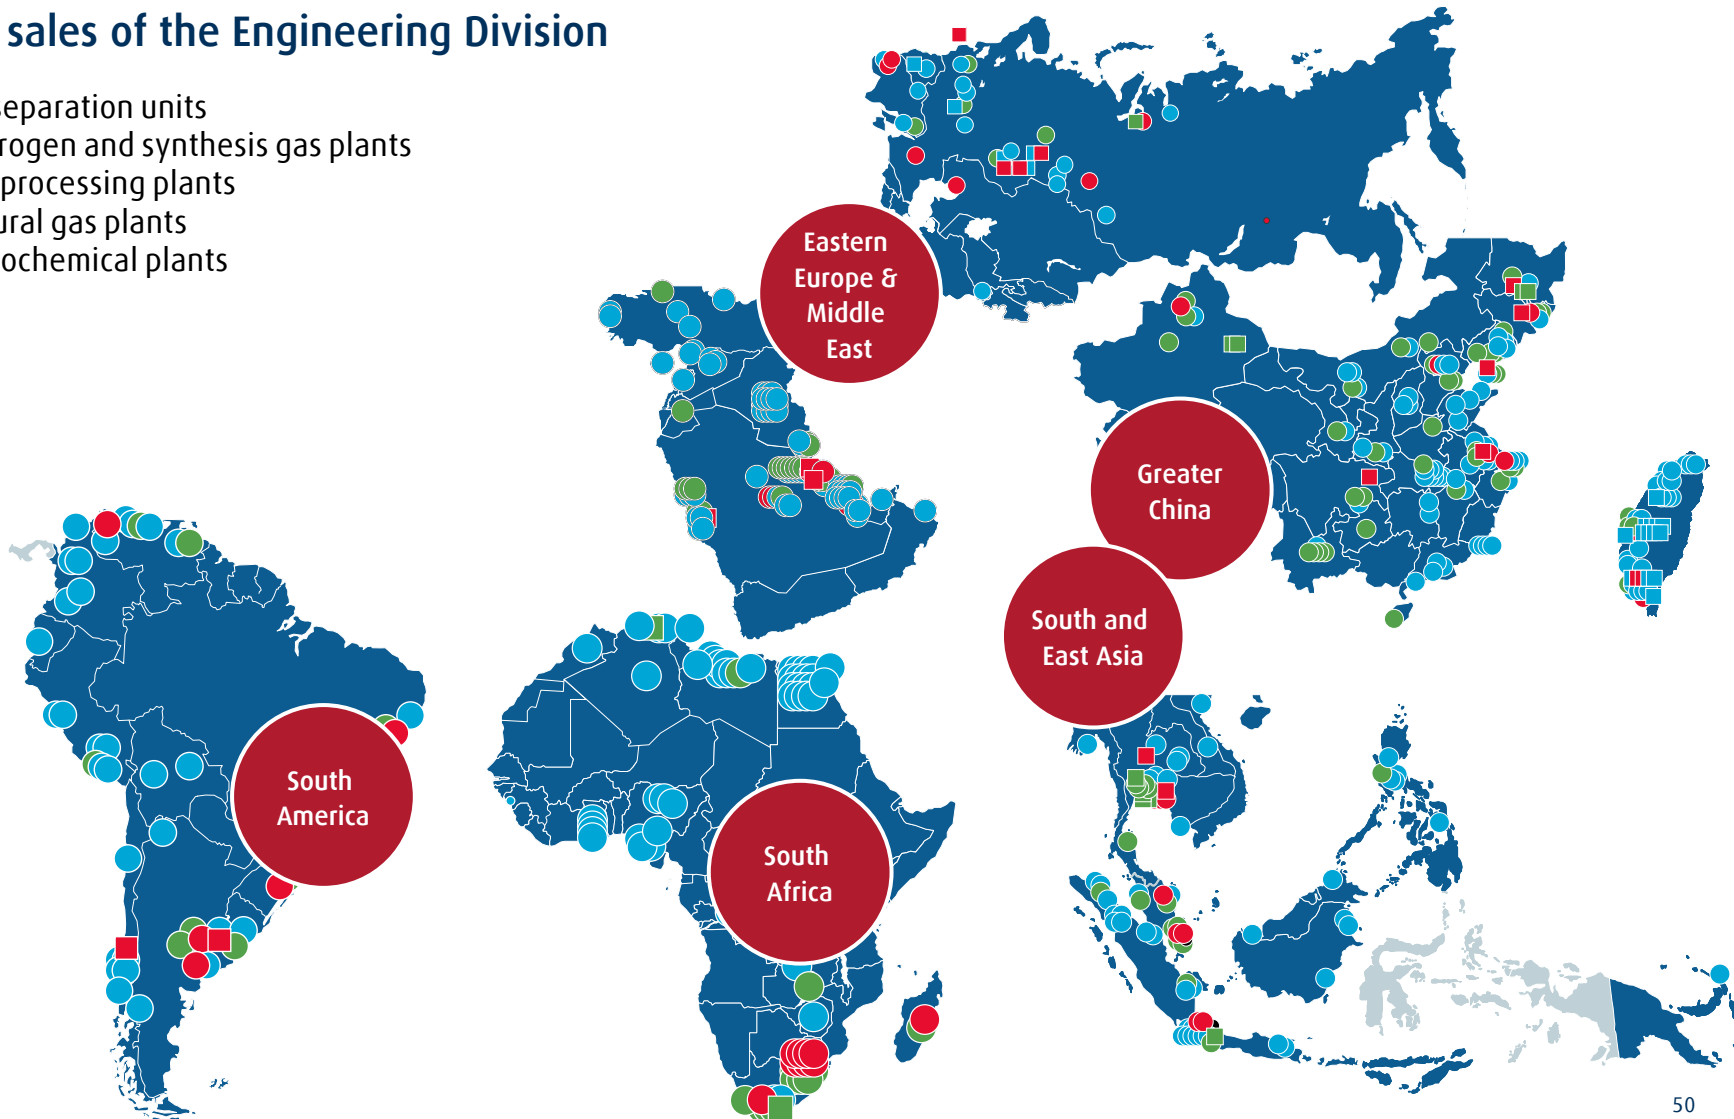 sales of the Engineering Division
separation units
rogen and synthesis gas plants
processing plants
ural gas plants
ochemical plants
Eastern
Europe &
Middle
East
Greater
China
South and
East Asia
South
America
South
Africa
50